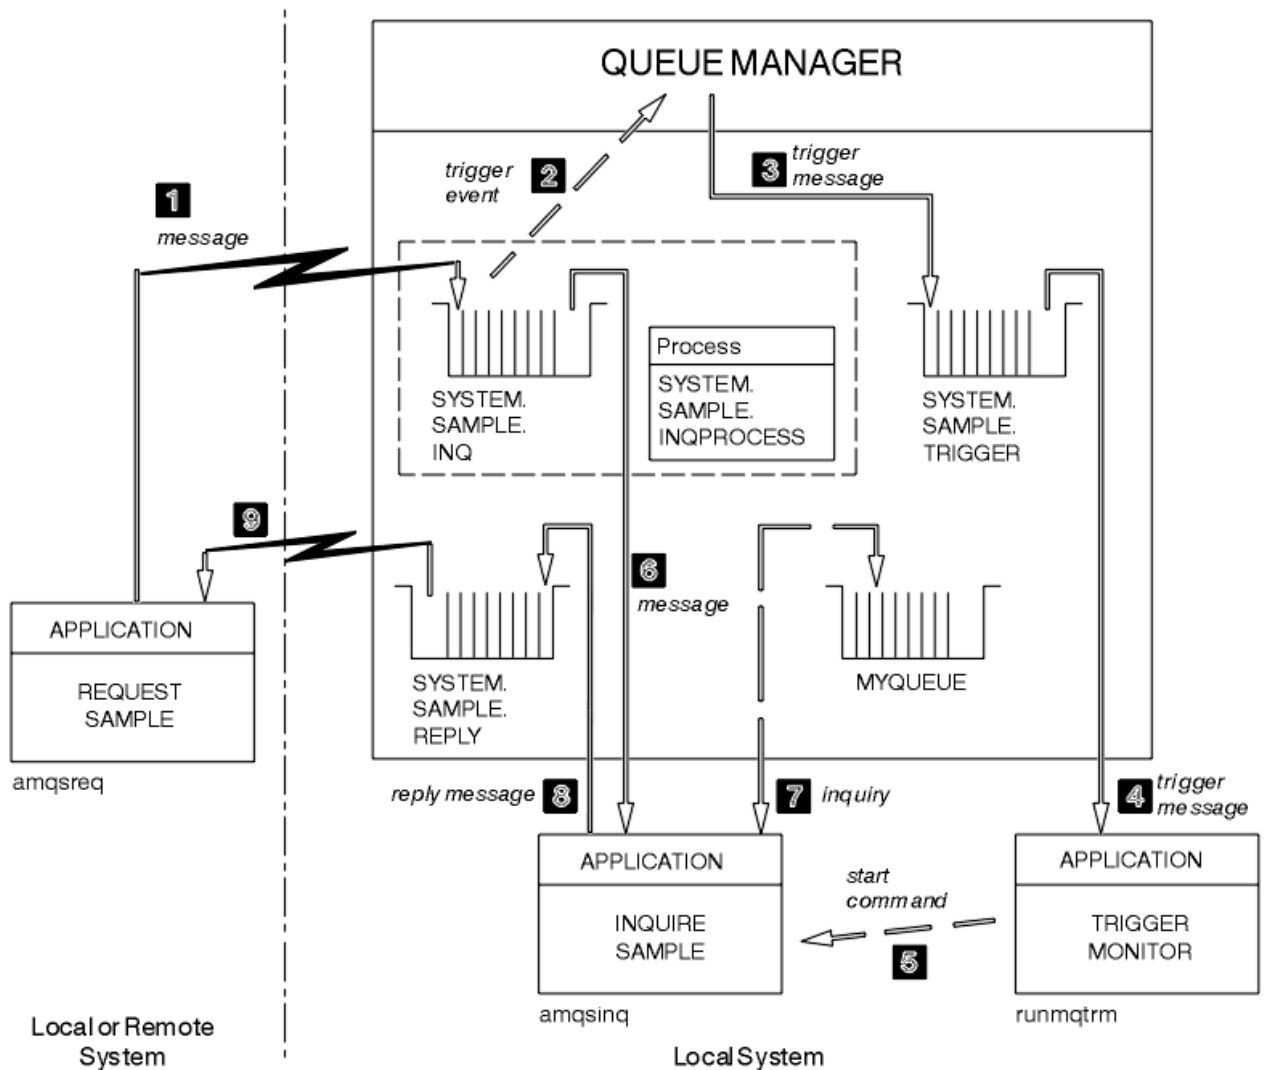 QUEUE MANAGER
trigger
event
2
3
trigger
message
1
message
Process
SYSTEM.
SAMPLE.
INQPROCESS
SYSTEM.
SAMPLE.
INQ
SYSTEM.
SAMPLE.
TRIGGER
9
6
message
APPLICATION
REQUEST
SAMPLE
amqsreq
SYSTEM.
SAMPLE.
REPLY
MYQUEUE
reply message
8
7
inquiry
4
trigger
message
APPLICATION
INQUIRE
SAMPLE
amqsinq
start
command
5
APPLICATION
TRIGGER
MONITOR
runmqtrm
Local or Remote
System
Local System